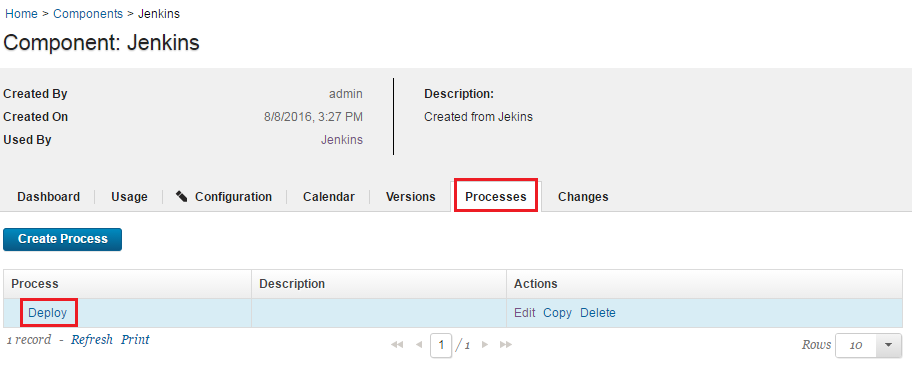 Home > Components > Jenkins
Component: Jenkins
Created By admin
Created On 8/8/2016, 3:27 PM
Used By Jenkins
Description:
Created from Jekins
Dashboard Usage Configuration Calendar Versions Processes Changes
Create Process
Process Description Actions
Deploy Edit Copy Delete
1 record - Refresh Print 1 / 1 Rows 10